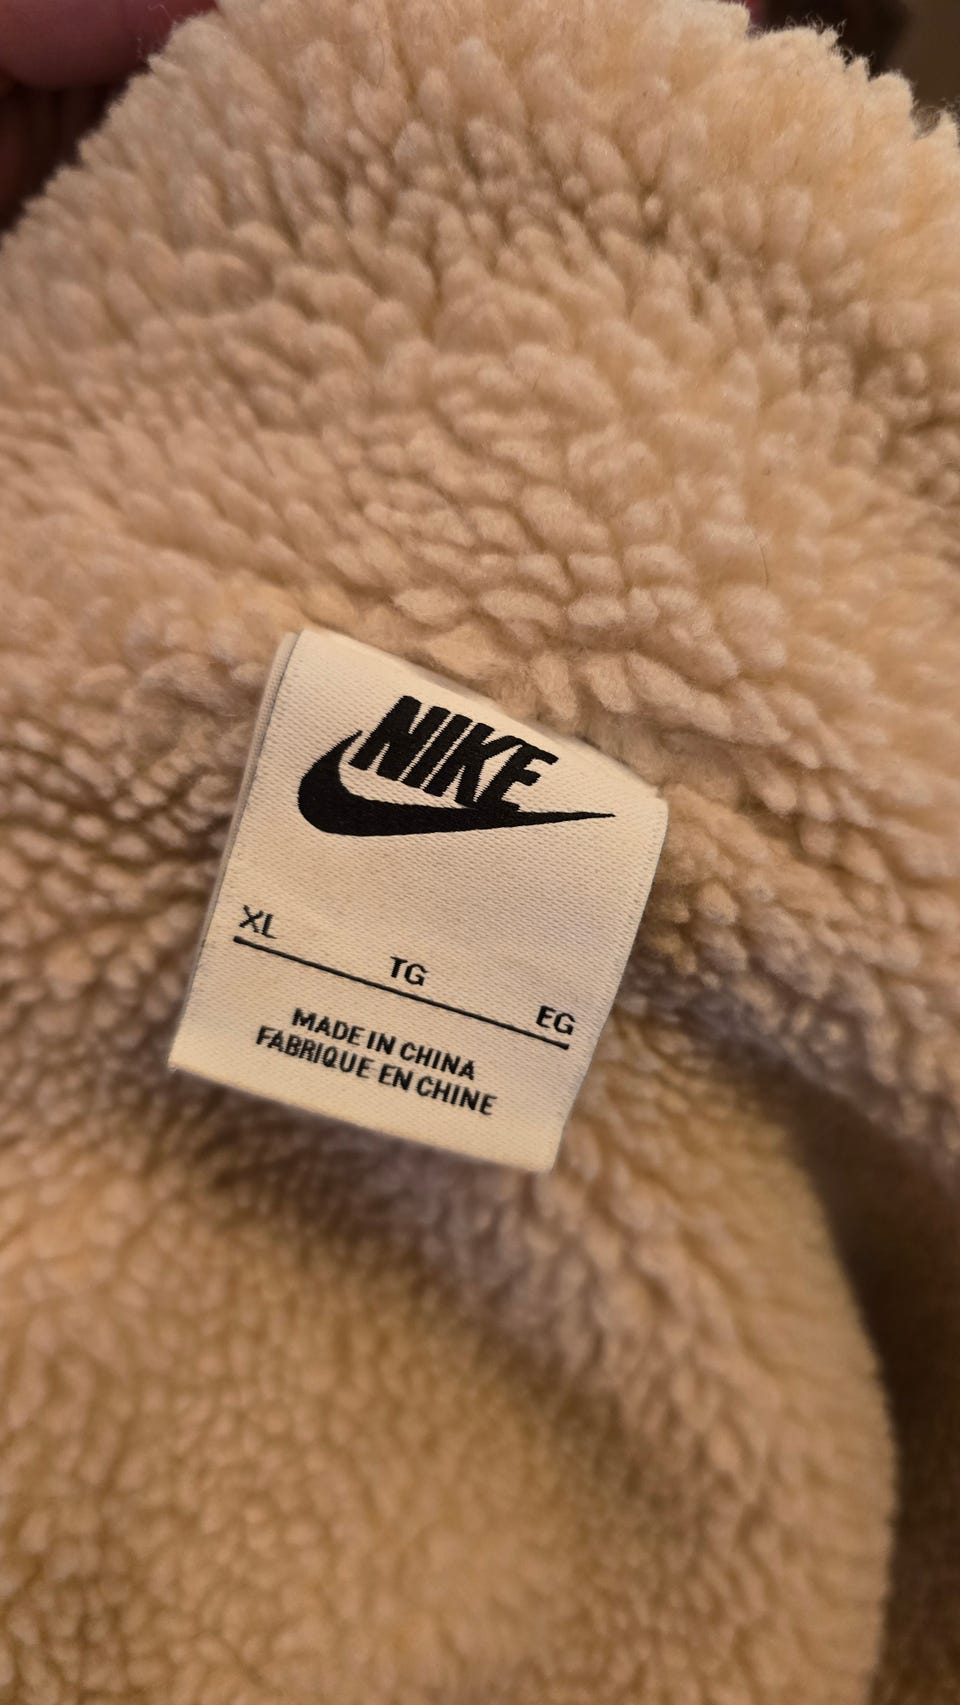 NIKE
XL TG EG
MADE IN CHINA
FABRIQUE EN CHINE